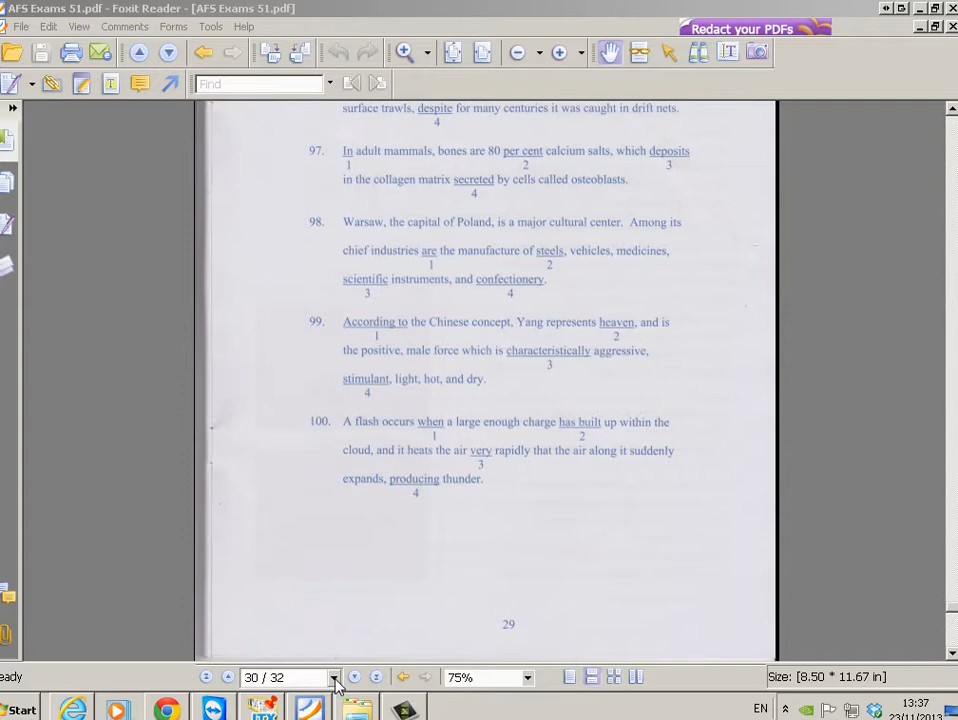 AFS Exams 51.pdf - Foxit Reader - [AFS Exams 51.pdf]
File Edit View Comments Forms Tools Help
Redact your PDFs
Find
surface trawls, despite for many centuries it was caught in drift nets.
4
97. In adult mammals, bones are 80 per cent calcium salts, which deposits
1 2 3
in the collagen matrix secreted by cells called osteoblasts.
4
98. Warsaw, the capital of Poland, is a major cultural center. Among its
chief industries are the manufacture of steels, vehicles, medicines,
1 2
scientific instruments, and confectionery.
3 4
99. According to the Chinese concept, Yang represents heaven, and is
1 2
the positive, male force which is characteristically aggressive,
3
stimulant, light, hot, and dry.
4
100. A flash occurs when a large enough charge has built up within the
1 2
cloud, and it heats the air very rapidly that the air along it suddenly
3
expands, producing thunder.
4
29
eady 30 / 32 75% Size: [8.50 * 11.67 in]
Start EN 13:37
23/11/2013